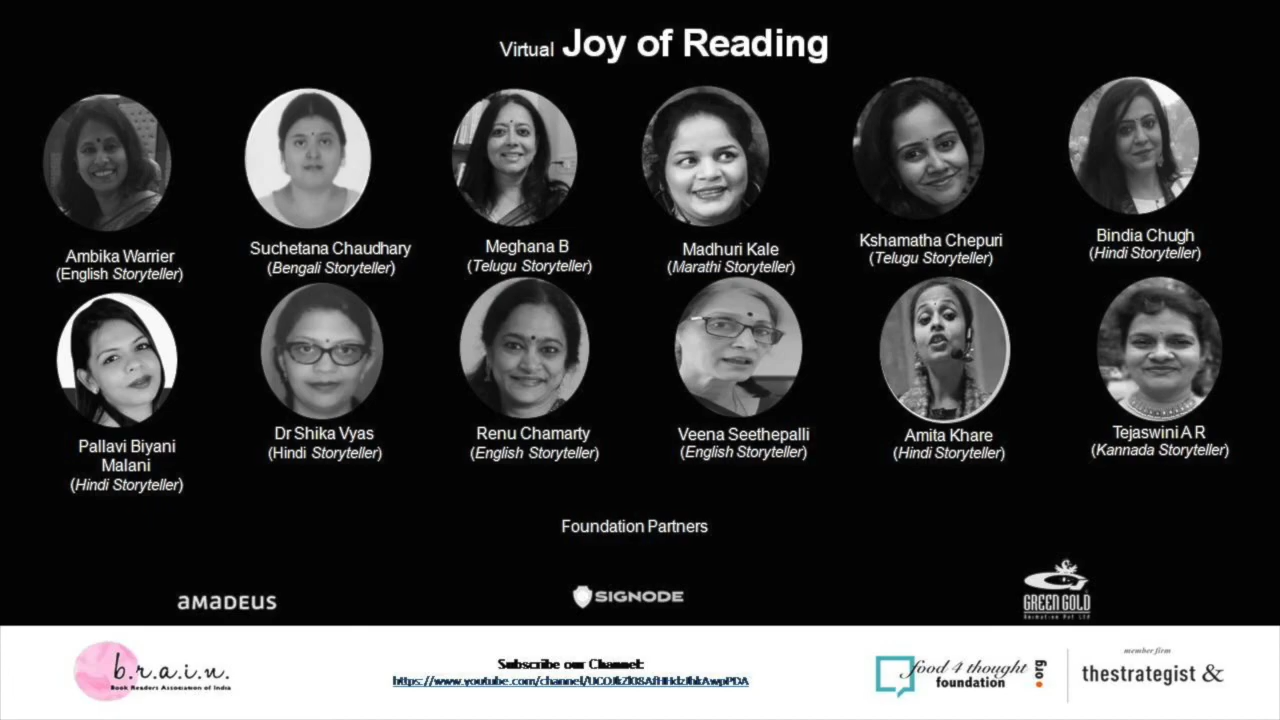 Virtual Joy of Reading
Ambika Warrier
(English Storyteller)
Suchetana Chaudhary
(Bengali Storyteller)
Meghana B
(Telugu Storyteller)
Madhuri Kale
(Marathi Storyteller)
Kshamatha Chepuri
(Telugu Storyteller)
Bindia Chugh
(Hindi Storyteller)
Pallavi Biyani
Malani
(Hindi Storyteller)
Dr Shika Vyas
(Hindi Storyteller)
Renu Chamarty
(English Storyteller)
Veena Seethepalli
(English Storyteller)
Amita Khare
(Hindi Storyteller)
Tejaswini A R
(Kannada Storyteller)
Foundation Partners
aMaDEUS
SIGNODE
GREEN GOLD
Animation Pvt Ltd
b.r.a.i.n.
Book Readers Association of India
Subscribe our Channel:
food 4 thought
foundation .org
member firm
thestrategist &